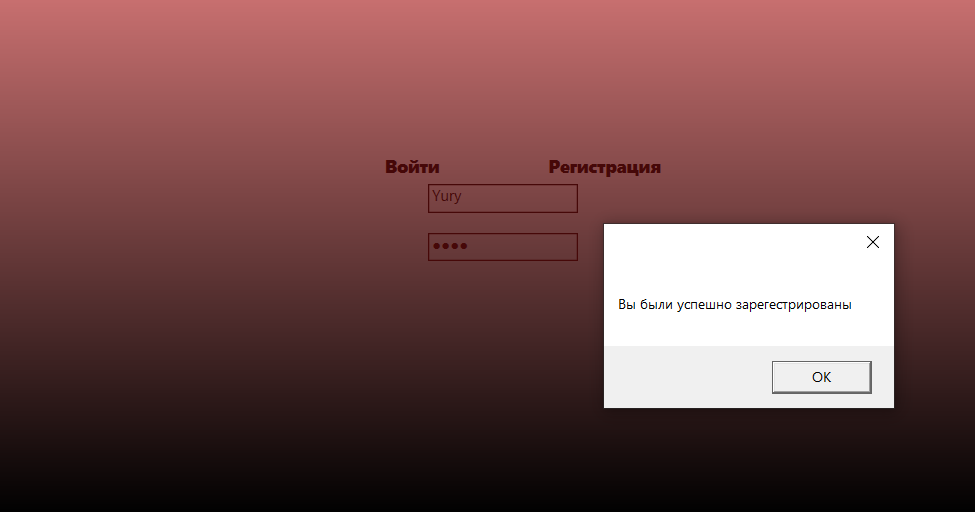 Войти Регистрация
Yury
••••
Вы были успешно зарегестрированы
OK